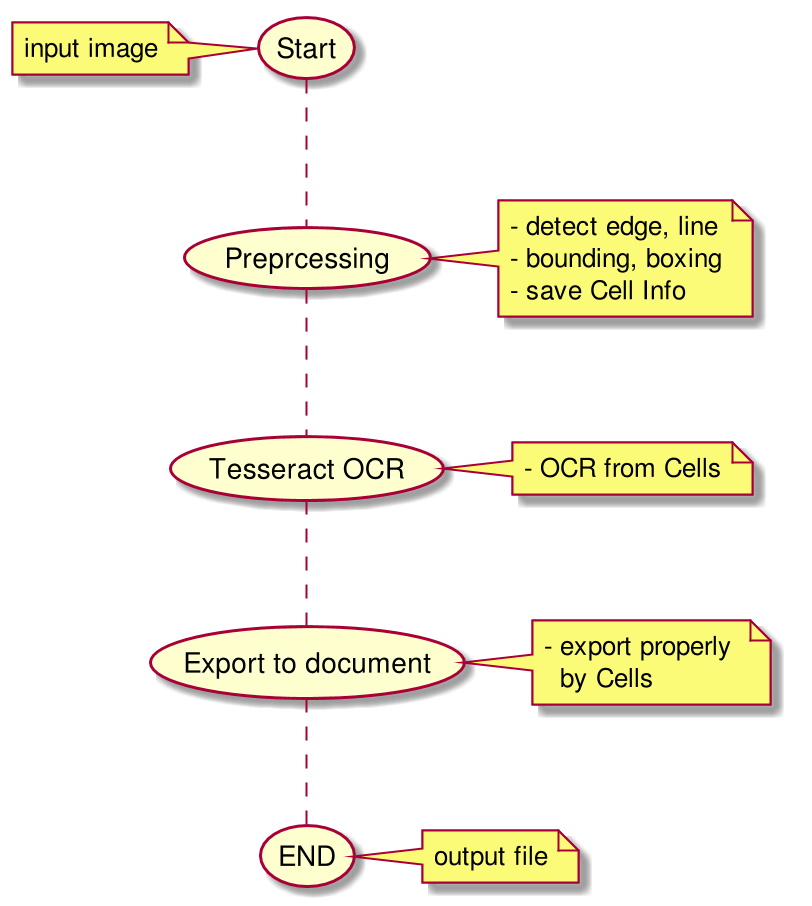 input image
Start
Preprcessing
- detect edge, line
- bounding, boxing
- save Cell Info
Tesseract OCR
- OCR from Cells
Export to document
- export properly
by Cells
END
output file